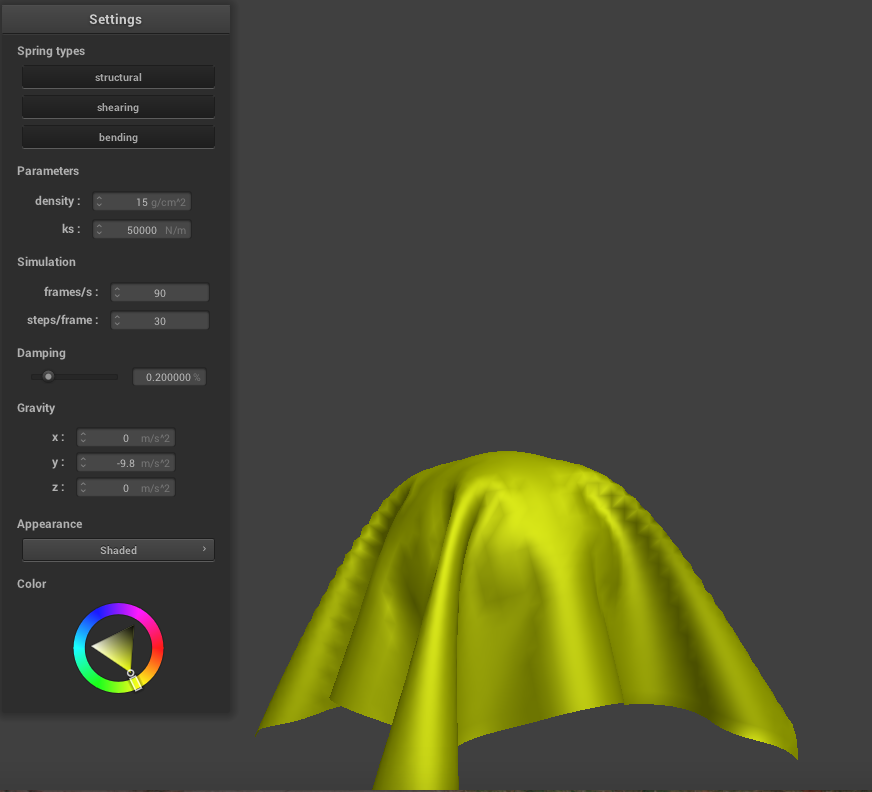 Settings
Spring types
structural
shearing
bending
Parameters
density : 15 g/cm^2
ks : 50000 N/m
Simulation
frames/s : 90
steps/frame : 30
Damping
0.200000 %
Gravity
x : 0 m/s^2
y : -9.8 m/s^2
z : 0 m/s^2
Appearance
Shaded
Color